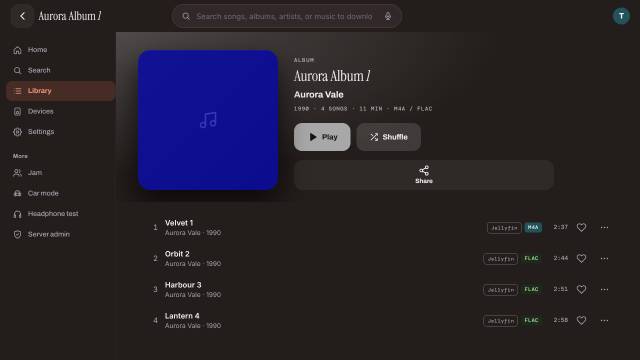 Aurora Album 1
Search songs, albums, artists, or music to downlo
T
Home
Search
Library
Devices
Settings
More
Jam
Car mode
Headphone test
Server admin
ALBUM
Aurora Album 1
Aurora Vale
1990 · 4 SONGS · 11 MIN · M4A / FLAC
Play
Shuffle
Share
1 Velvet 1 Jellyfin M4A 2:37
Aurora Vale · 1990
2 Orbit 2 Jellyfin FLAC 2:44
Aurora Vale · 1990
3 Harbour 3 Jellyfin FLAC 2:51
Aurora Vale · 1990
4 Lantern 4 Jellyfin FLAC 2:58
Aurora Vale · 1990